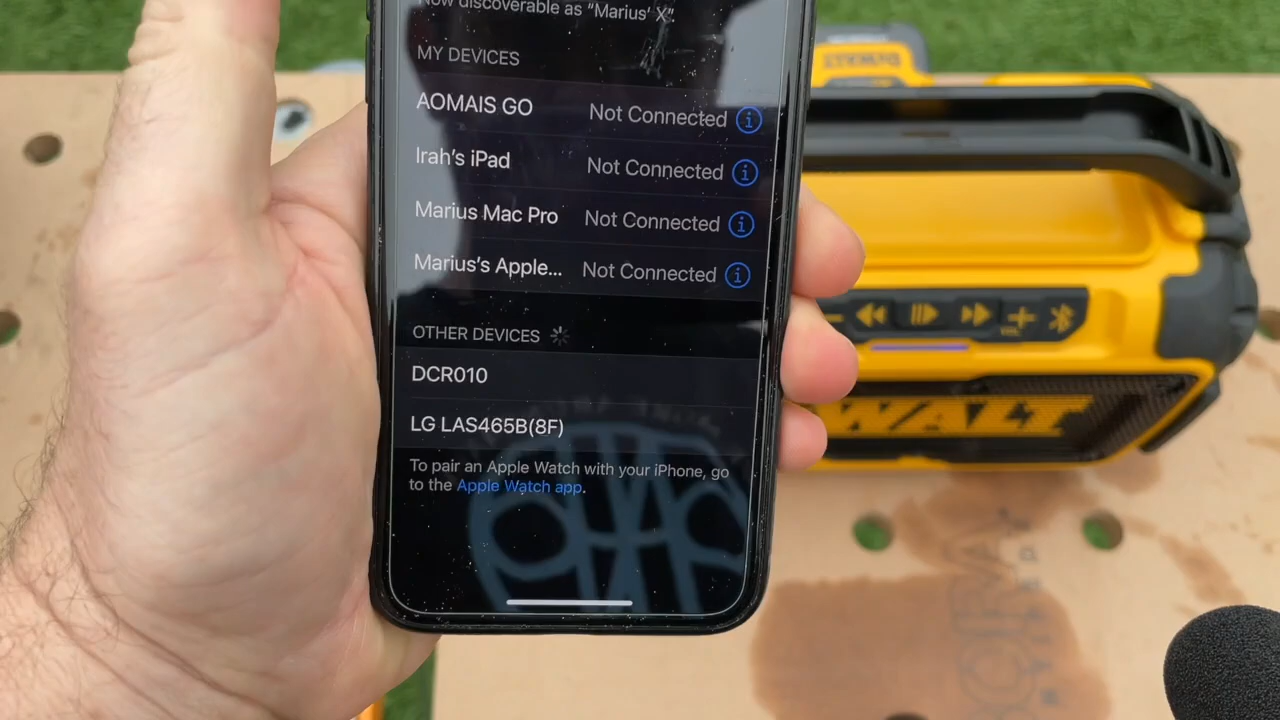 Now discoverable as “Marius’ X”.
MY DEVICES
AOMAIS GO Not Connected
Irah’s iPad Not Connected
Marius Mac Pro Not Connected
Marius’s Apple... Not Connected
OTHER DEVICES
DCR010
LG LAS465B(8F)
To pair an Apple Watch with your iPhone, go
to the Apple Watch app.
DEWALT
VOL
WALT